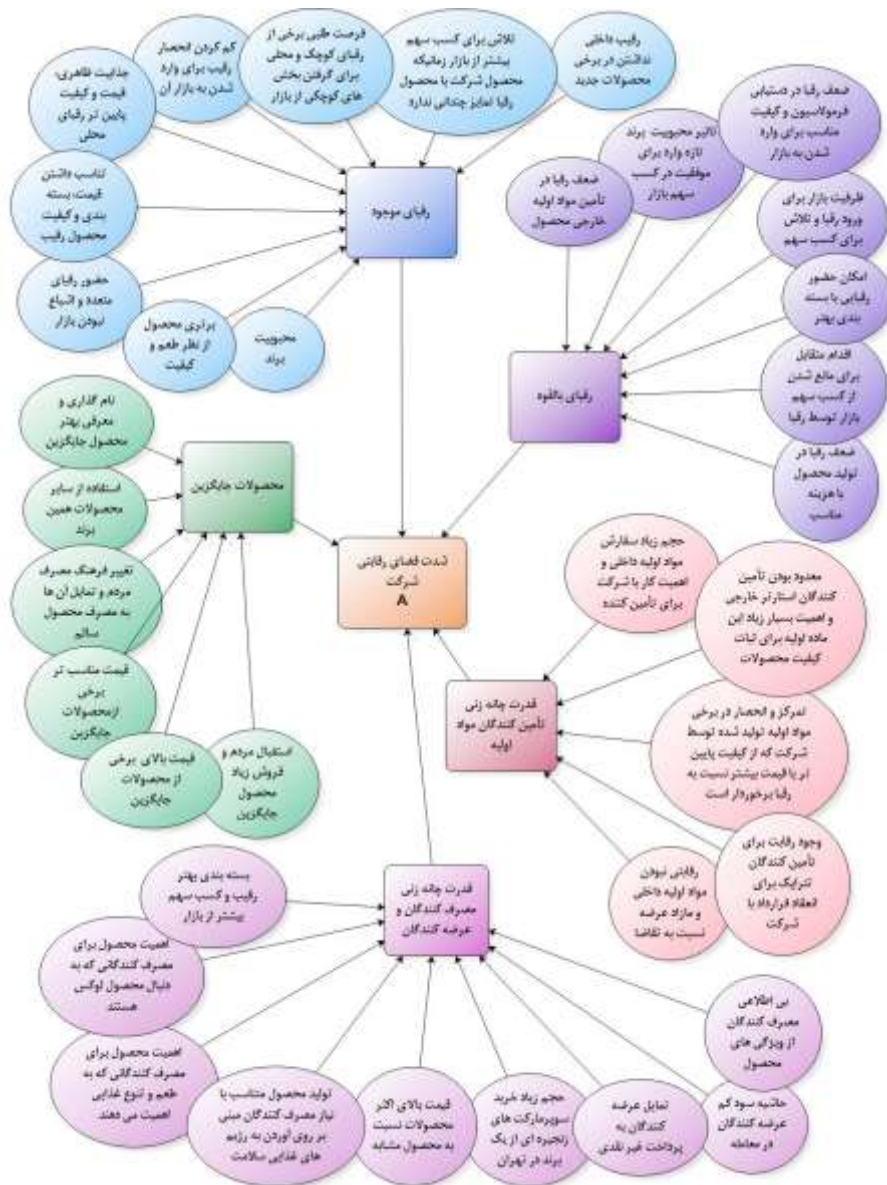 رقیب داخلی
نداشتن در برخی
محصولات جدید
تلاش برای کسب سهم
بیشتر از بازار زمانیکه
محصول شرکت با محصول
رقبا تمایز چندانی ندارد
فرصت طلبی برخی از
رقبای کوچک و محلی
برای گرفتن بخش
های کوچکی از بازار
کم کردن انحصار
رقیب برای وارد
شدن به بازار آن
جذابیت ظاهری،
قیمت و کیفیت
پایین تر رقبای
محلی
تناسب داشتن
قیمت، بسته
بندی و کیفیت
محصول رقیب
حضور رقبای
متعدد و اشباع
نبودن بازار
برتری محصول
از نظر طعم و
کیفیت
محبوبیت
برند
رقبای موجود
ضعف رقبا در دستیابی
فرمولاسیون و کیفیت
مناسب برای وارد
شدن به بازار
تاثیر محبوبیت برند
تازه وارد برای
موفقیت در کسب
سهم بازار
ضعف رقبا در
تأمین مواد اولیه
خارجی محصول
ظرفیت بازار برای
ورود رقبا و تلاش
برای کسب سهم
امکان حضور
رقبایی با بسته
بندی بهتر
اقدام متقابل
برای مانع شدن
از کسب سهم
بازار توسط رقبا
ضعف رقبا در
تولید محصول
با هزینه
مناسب
رقبای بالقوه
نام گذاری و
معرفی بهتر
محصول جایگزین
استفاده از سایر
محصولات همین
برند
تغییر فرهنگ مصرف
مردم و تمایل آن ها
به مصرف محصول
سالم
قیمت مناسب تر
برخی
ازمحصولات
جایگزین
قیمت بالای برخی
از محصولات
جایگزین
استقبال مردم و
فروش زیاد
محصول
جایگزین
محصولات جایگزین
شدت فضای رقابتی
شرکت
A
حجم زیاد سفارش
مواد اولیه داخلی و
اهمیت کار با شرکت
برای تأمین کننده
معدود بودن تأمین
کنندگان استارتر خارجی
و اهمیت بسیار زیاد این
ماده اولیه برای ثبات
کیفیت محصولات
تمرکز و انحصار در برخی
مواد اولیه تولید شده توسط
شرکت که از کیفیت پایین
تر یا قیمت بیشتر نسبت به
رقبا برخوردار است
وجود رقابت برای
تأمین کنندگان
تتراپک برای
انعقاد قرارداد با
شرکت
رقابتی نبودن
مواد اولیه داخلی
و مازاد عرضه
نسبت به تقاضا
قدرت چانه زنی
تأمین کنندگان مواد
اولیه
قدرت چانه زنی
مصرف کنندگان و
عرضه کنندگان
بسته بندی بهتر
رقیب و کسب سهم
بیشتر از بازار
اهمیت محصول برای
مصرف کنندگانی که به
دنبال محصول لوکس
هستند
اهمیت محصول برای
مصرف کنندگانی که به
طعم و تنوع غذایی
اهمیت می دهند
تولید محصول متناسب با
نیاز مصرف کنندگان مبنی
بر روی آوردن به رژیم
های غذایی سلامت
قیمت بالای اکثر
محصولات نسبت
به محصول مشابه
حجم زیاد خرید
سوپرمارکت های
زنجیره ای از یک
برند در تهران
تمایل عرضه
کنندگان به
پرداخت غیر نقدی
حاشیه سود کم
عرضه کنندگان
در معامله
بی اطلاعی
مصرف کنندگان
از ویژگی های
محصول